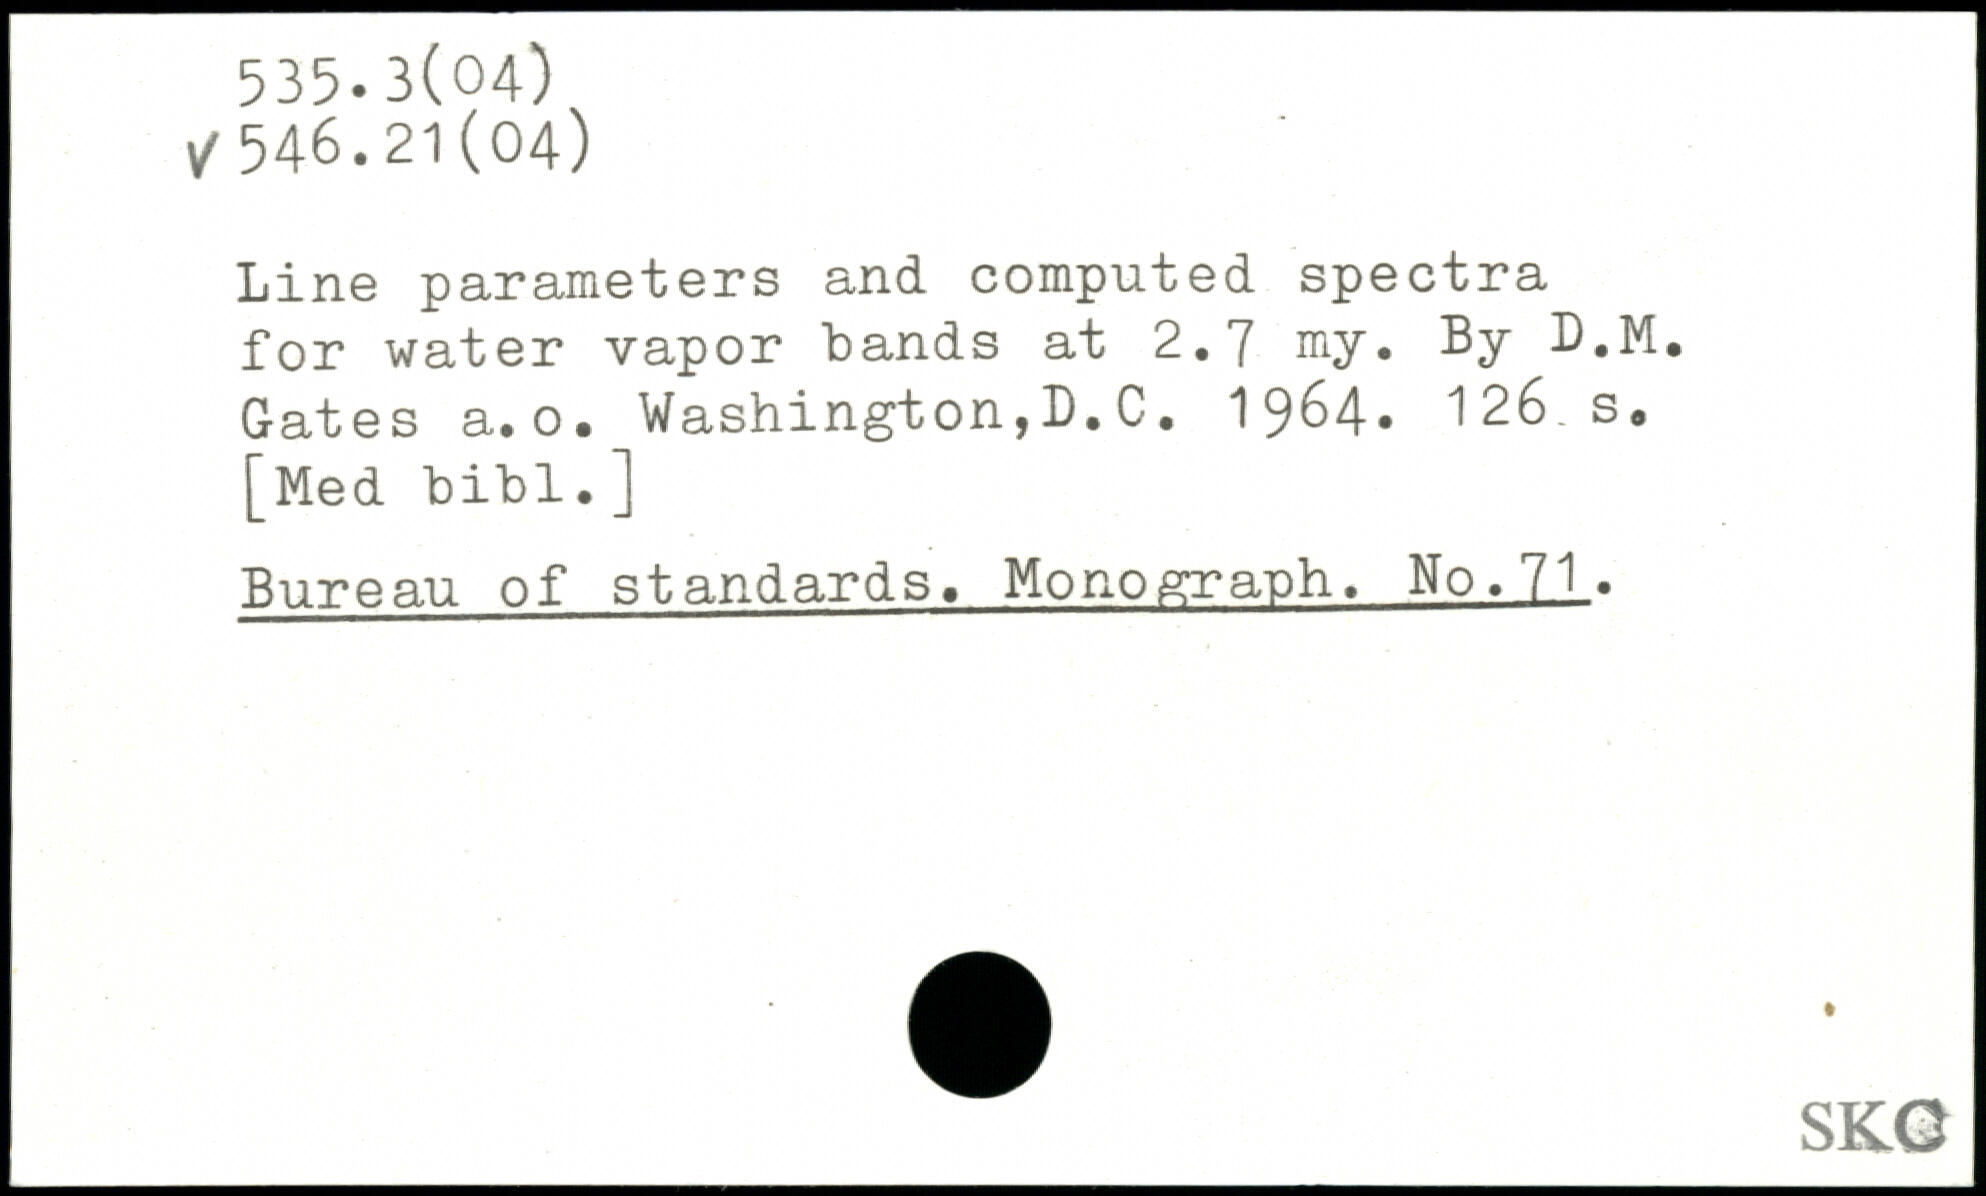 535.3(04)
v 546.21(04)
Line parameters and computed spectra
for water vapor bands at 2.7 my. By D.M.
Gates a.o. Washington,D.C. 1964. 126 s.
[Med bibl.]
Bureau of standards. Monograph. No.71.
SKC